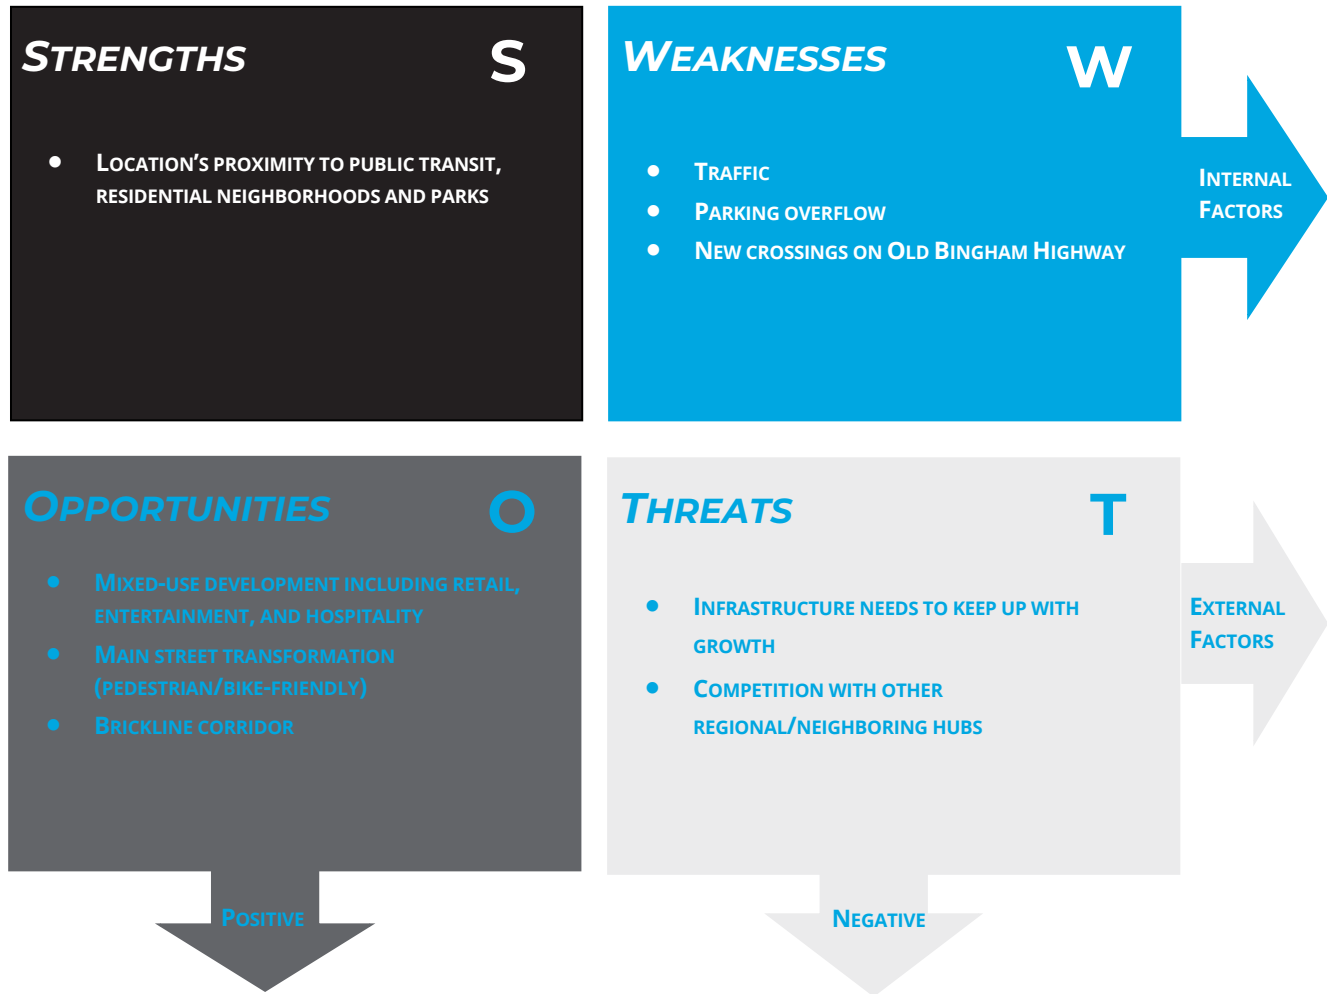 STRENGTHS S
• LOCATION'S PROXIMITY TO PUBLIC TRANSIT,
RESIDENTIAL NEIGHBORHOODS AND PARKS
WEAKNESSES W
• TRAFFIC
• PARKING OVERFLOW
• NEW CROSSINGS ON OLD BINGHAM HIGHWAY
INTERNAL
FACTORS
OPPORTUNITIES O
• MIXED-USE DEVELOPMENT INCLUDING RETAIL,
ENTERTAINMENT, AND HOSPITALITY
• MAIN STREET TRANSFORMATION
(PEDESTRIAN/BIKE-FRIENDLY)
• BRICKLINE CORRIDOR
THREATS T
• INFRASTRUCTURE NEEDS TO KEEP UP WITH
GROWTH
• COMPETITION WITH OTHER
REGIONAL/NEIGHBORING HUBS
EXTERNAL
FACTORS
POSITIVE
NEGATIVE